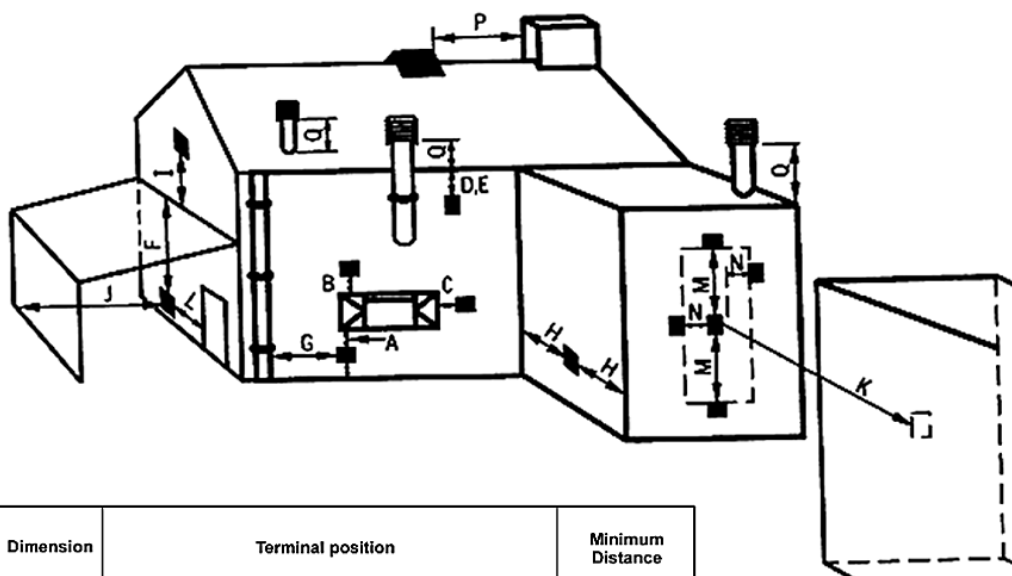 P
Q
Q
Q
D,E
I
F
B
C
J
L
G
A
H
H
M
N
N
M
K
Dimension
Terminal position
Minimum
Distance